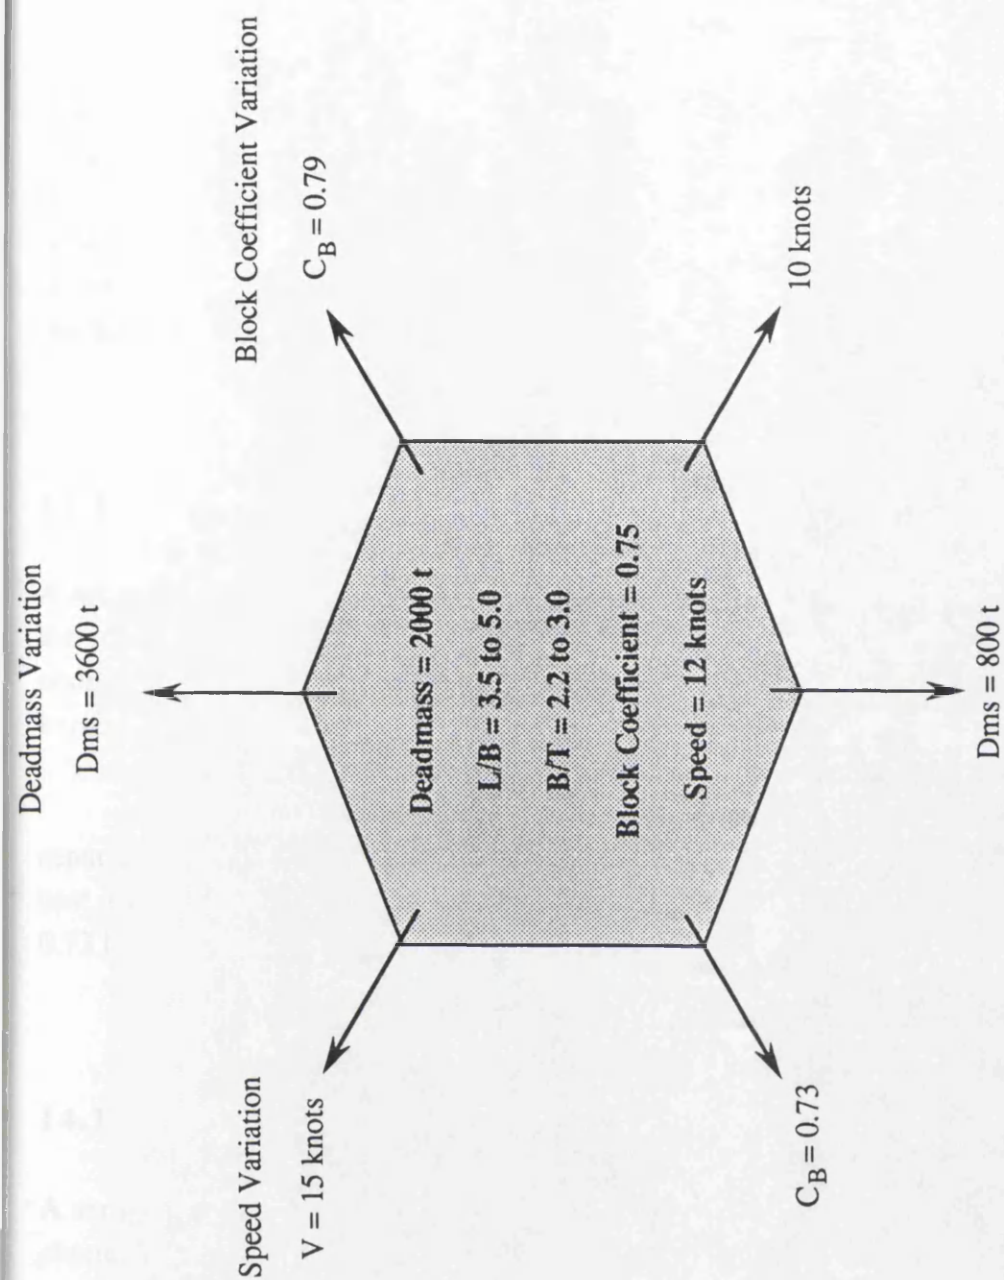 Deadmass Variation
Dms = 3600 t
Speed Variation
V = 15 knots
Block Coefficient Variation
C_B = 0.79
Deadmass = 2000 t
L/B = 3.5 to 5.0
B/T = 2.2 to 3.0
Block Coefficient = 0.75
Speed = 12 knots
C_B = 0.73
10 knots
Dms = 800 t
14.3